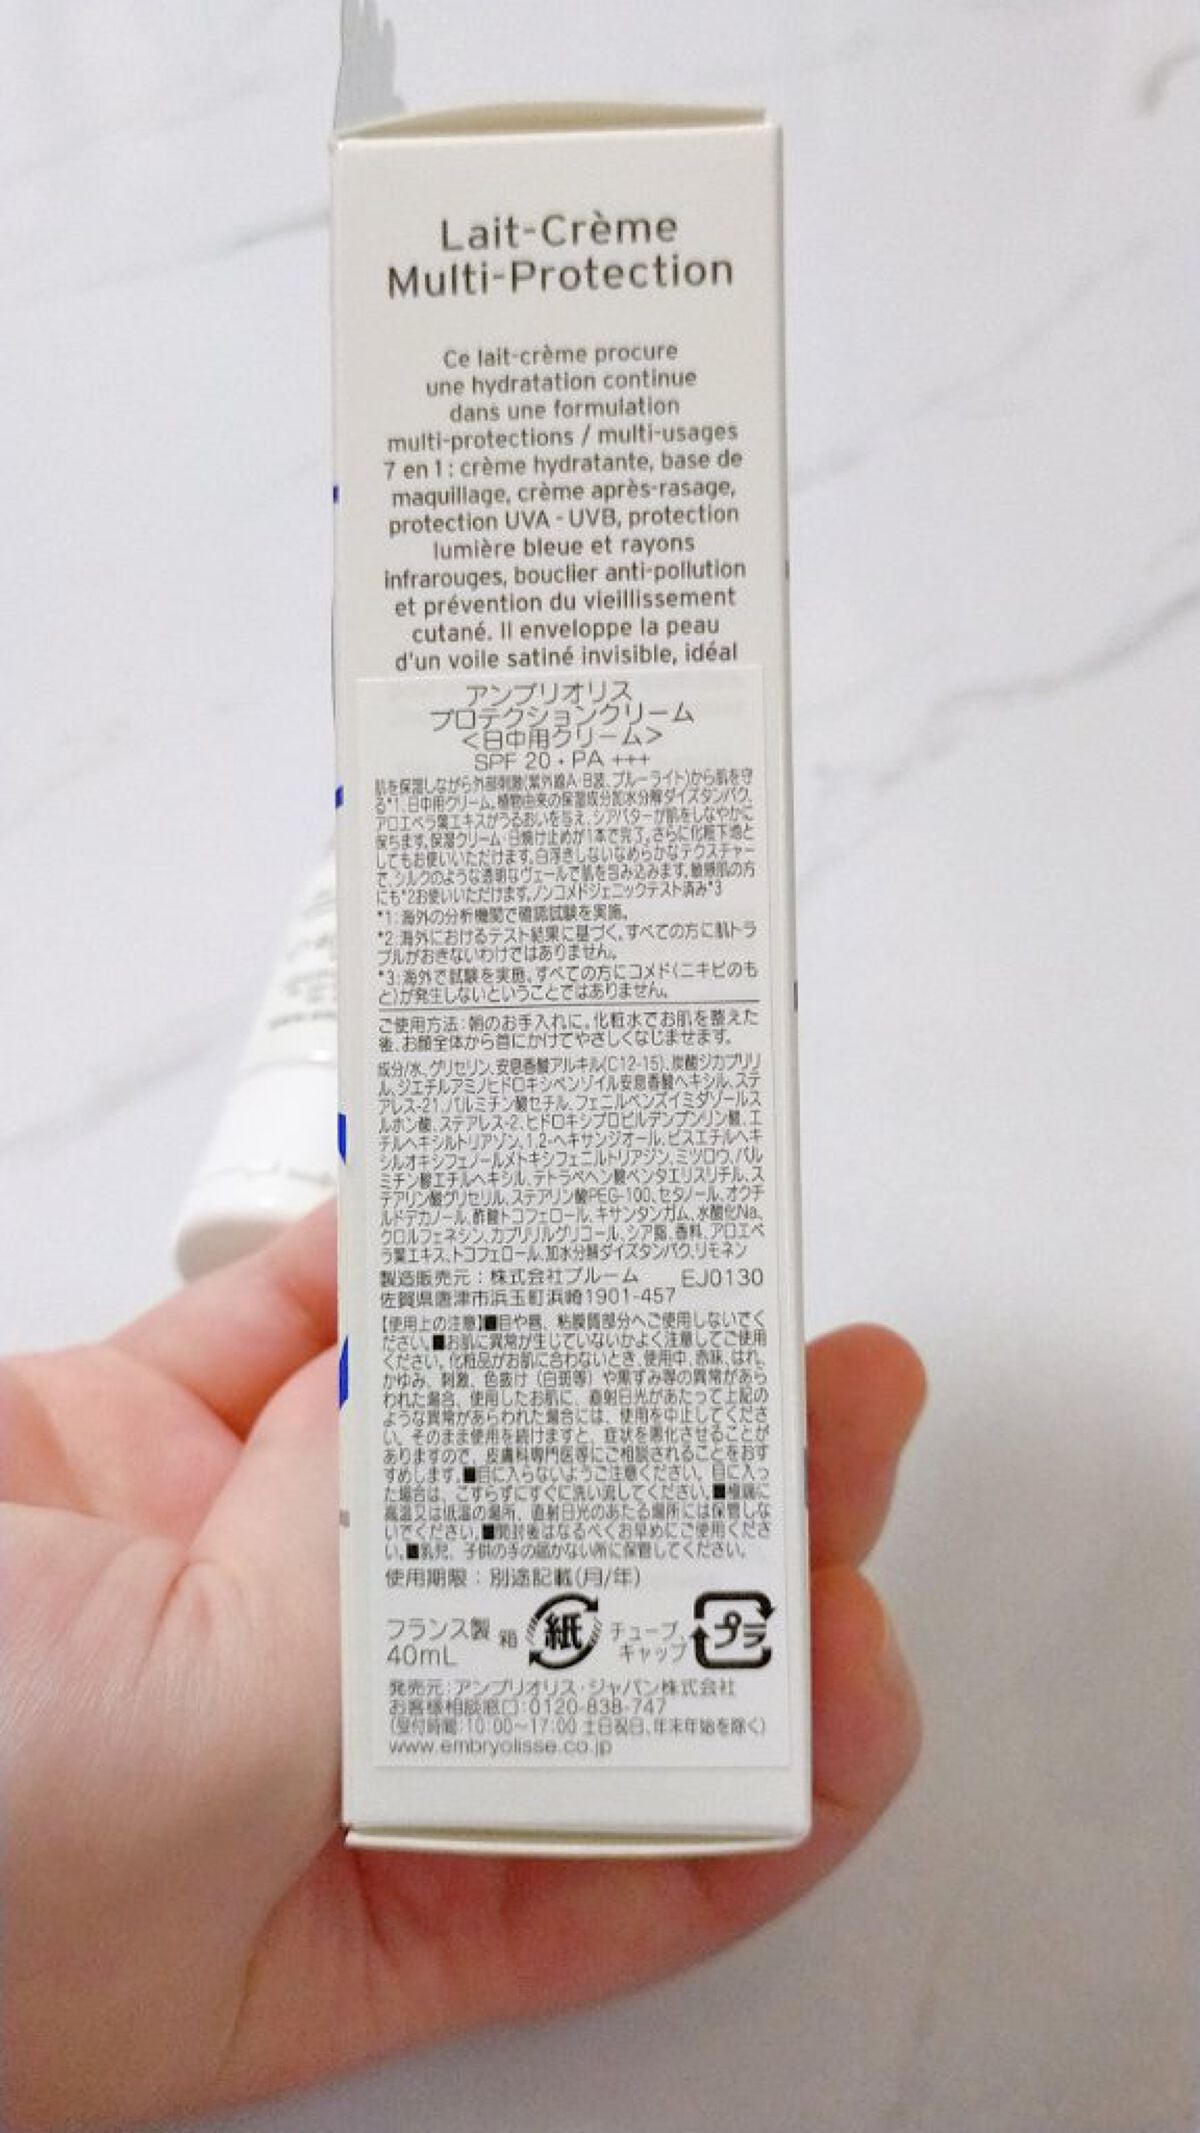 Lait-Crème
Multi-Protection
Ce lait-crème procure
une hydratation continue
dans une formulation
multi-protections / multi-usages
7 en 1 : crème hydratante, base de
maquillage, crème après-rasage,
protection UVA - UVB, protection
lumière bleue et rayons
infrarouges, bouclier anti-pollution
et prévention du vieillissement
cutané. Il enveloppe la peau
d'un voile satiné invisible, idéal
アンブリオリス
プロテクションクリーム
<日中用クリーム>
SPF 20・PA +++
肌を保湿しながら外部刺激(紫外線A・B波、ブルーライト)から肌を守
る*1、日中用クリーム。植物由来の保湿成分加水分解ダイズタンパク、
アロエベラ葉エキスがうるおいを与え、シアバターが肌をしなやかに
保ちます。保湿クリーム・日焼け止めが1本で完了。さらに化粧下地と
してもお使いいただけます。白浮きしないなめらかなテクスチャー
で、シルクのような透明なヴェールで肌を包み込みます。敏感肌の方
にも*2お使いいただけます。ノンコメドジェニックテスト済み*3
*1:海外の分析機関で確認試験を実施。
*2:海外におけるテスト結果に基づく。すべての方に肌トラ
ブルがおきないわけではありません。
*3:海外で試験を実施。すべての方にコメド(ニキビのも
と)が発生しないということではありません。
ご使用方法:朝のお手入れに。化粧水でお肌を整えた
後、お顔全体から首にかけてやさしくなじませます。
成分/水、グリセリン、安息香酸アルキル(C12-15)、炭酸ジカプリリ
ル、ジエチルアミノヒドロキシベンゾイル安息香酸ヘキシル、ステ
アレス-21、パルミチン酸セチル、フェニルベンズイミダゾールス
ルホン酸、ステアレス-2、ヒドロキシプロピルデンプンリン酸、エ
チルヘキシルトリアゾン、1,2-ヘキサンジオール、ビスエチルヘキ
シルオキシフェノールメトキシフェニルトリアジン、ミツロウ、パル
ミチン酸エチルヘキシル、テトラベヘン酸ペンタエリスリチル、ス
テアリン酸グリセリル、ステアリン酸PEG-100、セタノール、オクチ
ルドデカノール、酢酸トコフェロール、キサンタンガム、水酸化Na、
クロルフェネシン、カプリリルグリコール、シア脂、香料、アロエベ
ラ葉エキス、トコフェロール、加水分解ダイズタンパク、リモネン
製造販売元:株式会社ブルーム EJ0130
佐賀県唐津市浜玉町浜崎1901-457
【使用上の注意】■目や唇、粘膜質部分へご使用しないでく
ださい。■お肌に異常が生じていないかよく注意してご使用
ください。化粧品がお肌に合わないとき、使用中、赤味、はれ、
かゆみ、刺激、色抜け(白斑等)や黒ずみ等の異常があら
われた場合、使用したお肌に、直射日光があたって上記の
ような異常があらわれた場合には、使用を中止してくださ
い。そのまま使用を続けますと、症状を悪化させることが
ありますので、皮膚科専門医等にご相談されることをおす
すめします。■目に入らないようご注意ください。目に入っ
た場合は、こすらずにすぐに洗い流してください。■極端に
高温又は低温の場所、直射日光のあたる場所には保管しな
いでください。■開封後はなるべくお早めにご使用くださ
い。■乳児、子供の手の届かない所に保管してください。
使用期限:別途記載(月/年)
フランス製 箱 紙 チューブ、 プラ
40mL キャップ
発売元:アンブリオリス・ジャパン株式会社
お客様相談窓口:0120-838-747
(受付時間:10:00~17:00 土日祝日、年末年始を除く)
www.embryolisse.co.jp